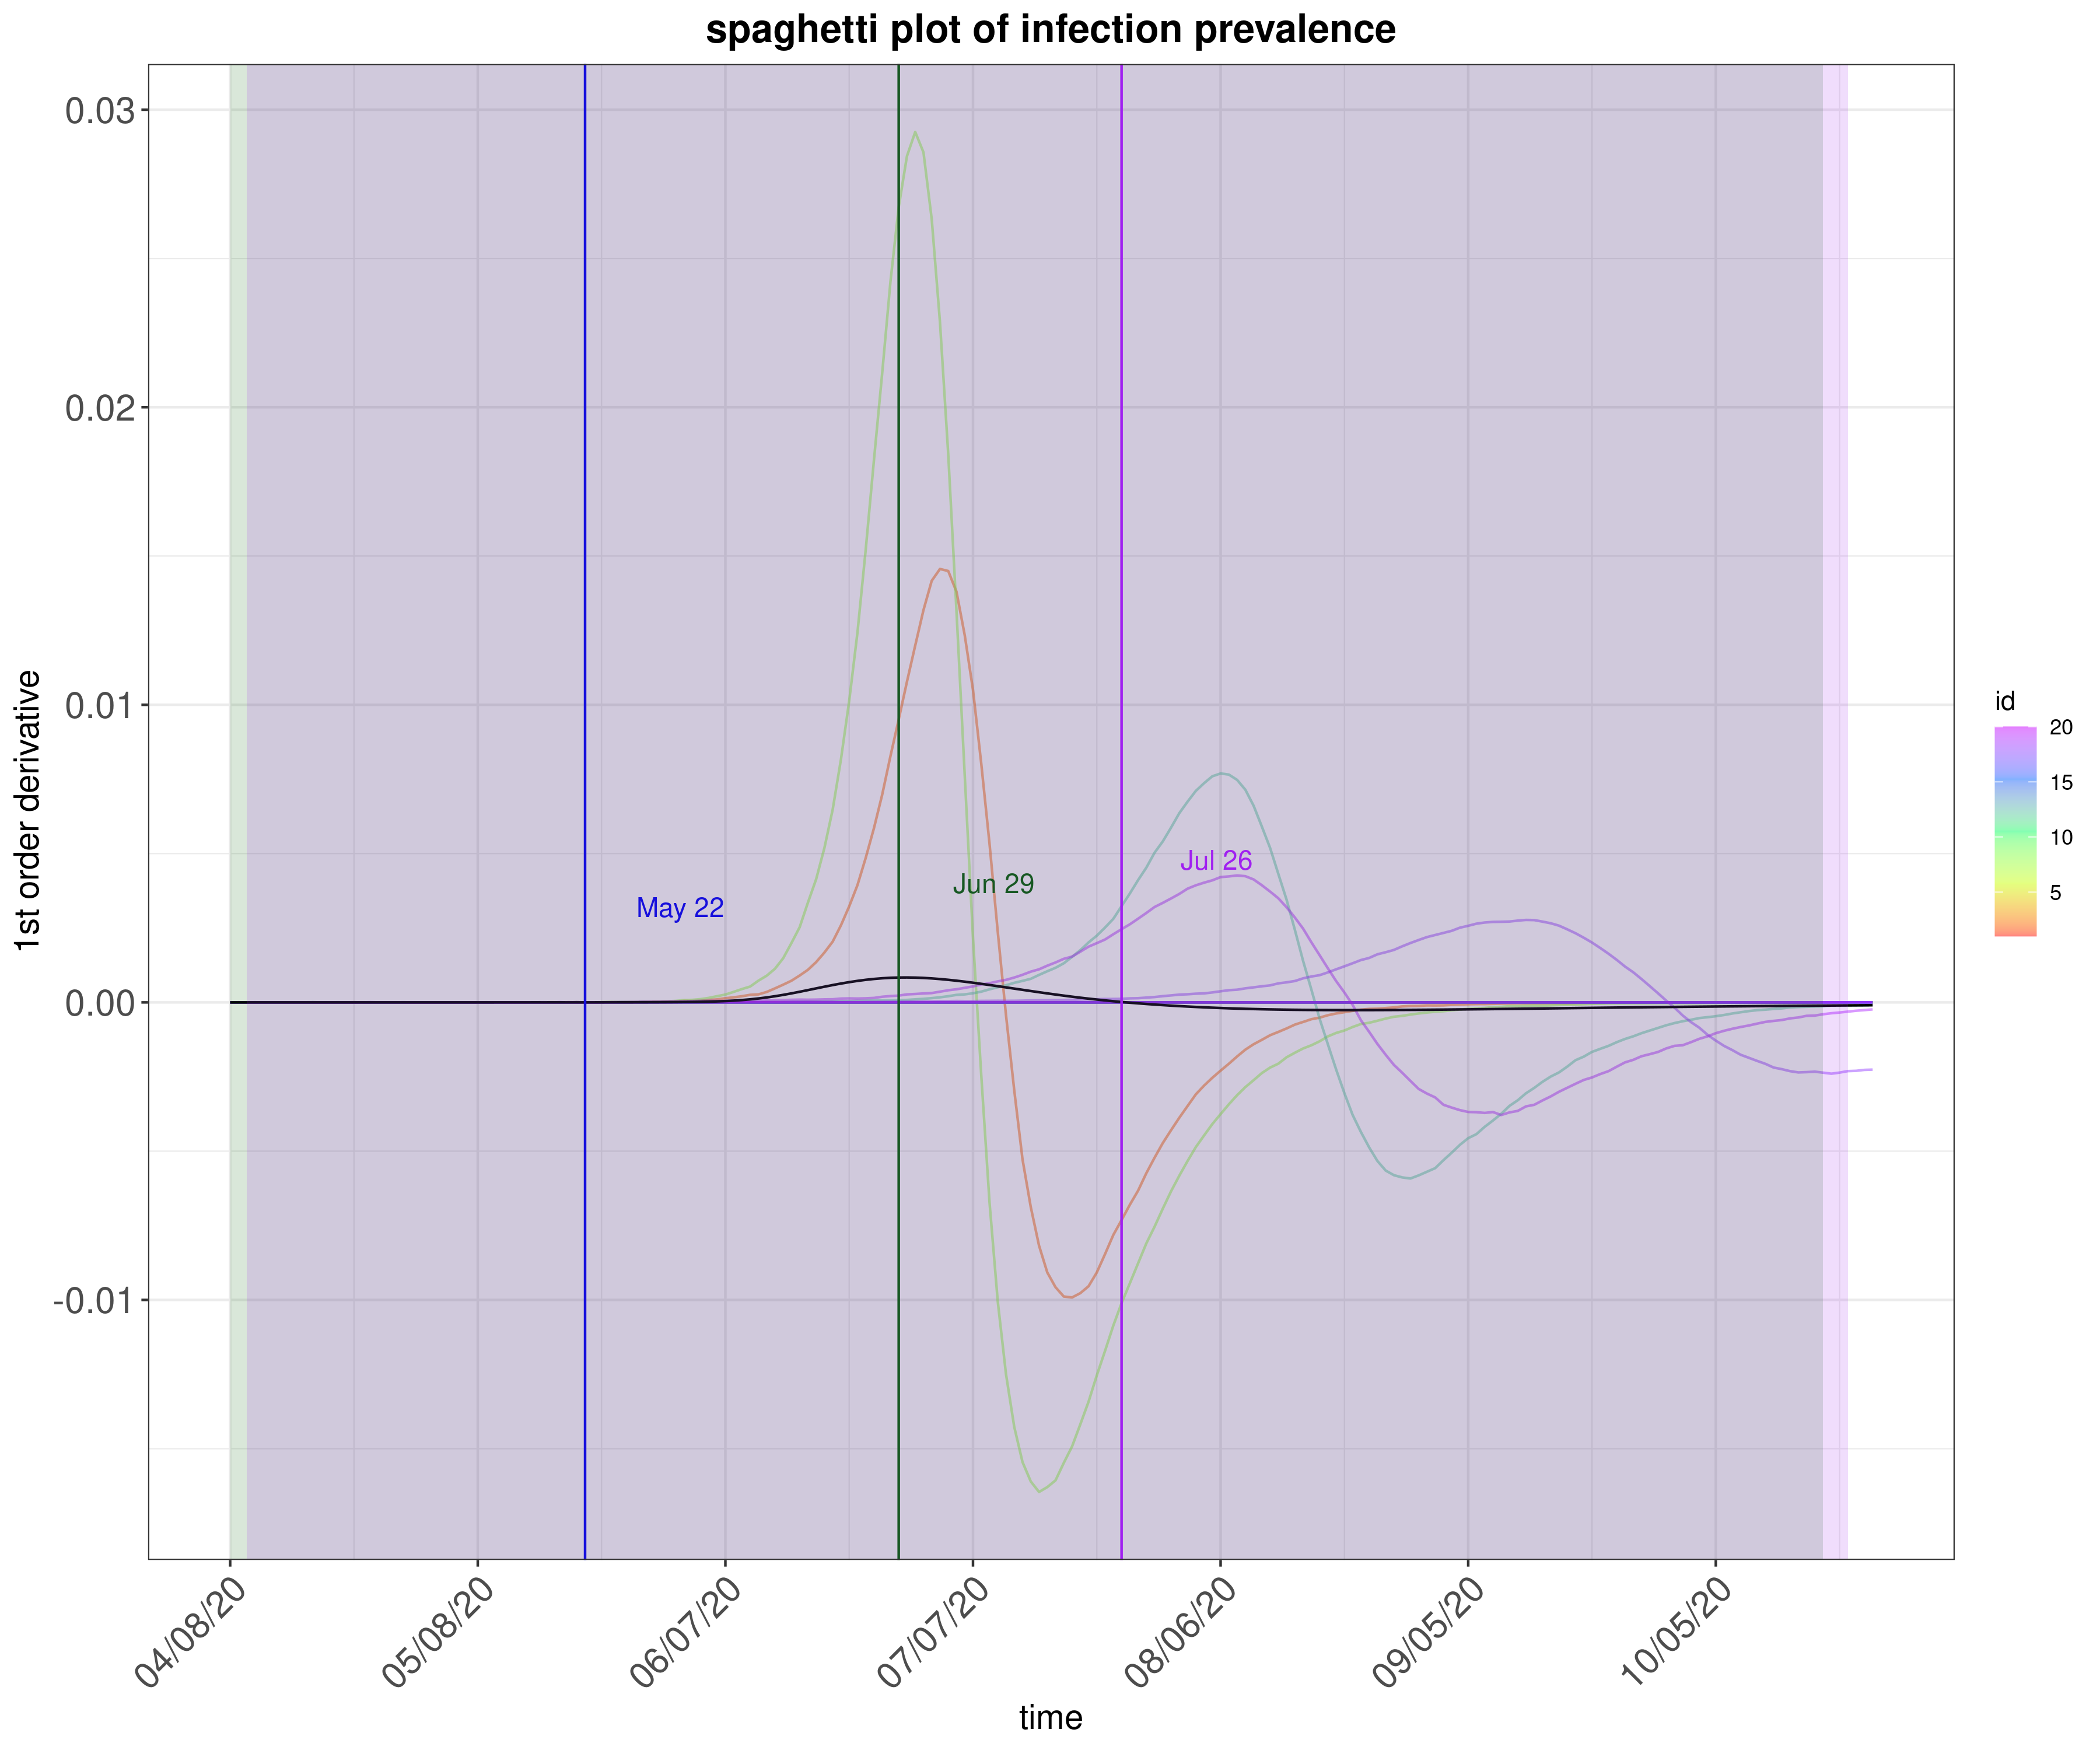 spaghetti plot of infection prevalence
0.03
0.02
0.01
0.00
-0.01
1st order derivative
May 22
Jun 29
Jul 26
04/08/20
05/08/20
06/07/20
07/07/20
08/06/20
09/05/20
10/05/20
time
id
20
15
10
5